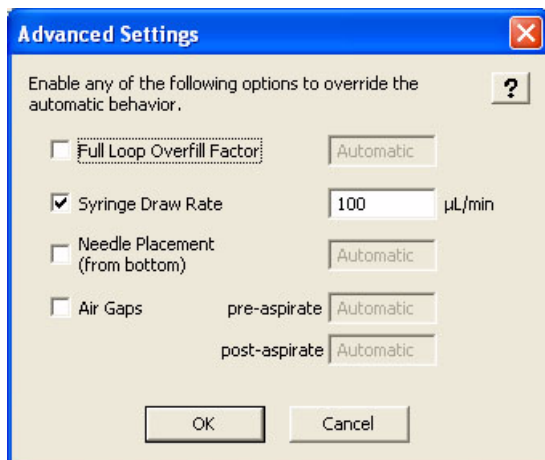 Advanced Settings
Enable any of the following options to override the
automatic behavior.
?
Full Loop Overfill Factor Automatic
Syringe Draw Rate 100 µL/min
Needle Placement
(from bottom) Automatic
Air Gaps pre-aspirate Automatic
post-aspirate Automatic
OK Cancel